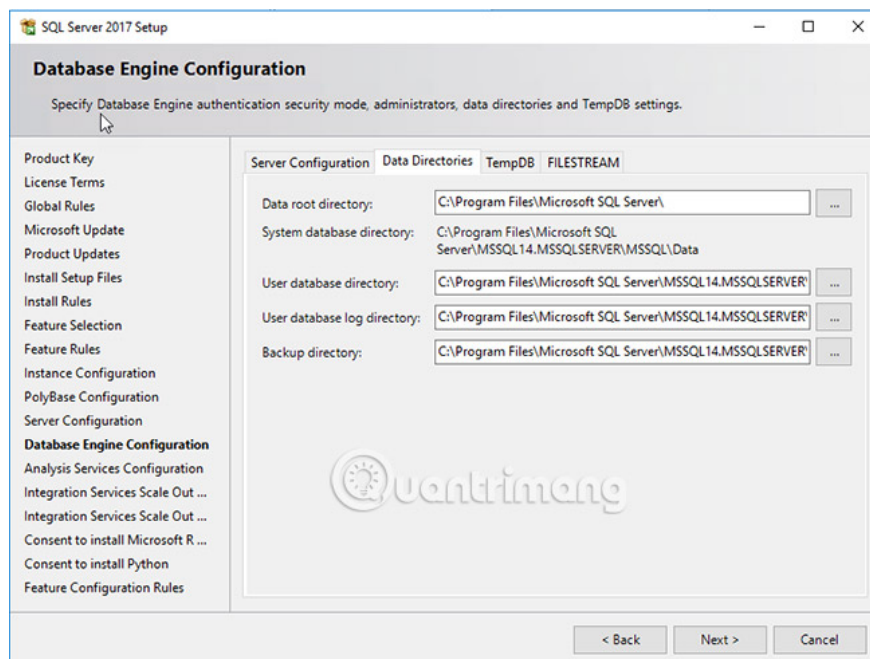 SQL Server 2017 Setup
Database Engine Configuration
Specify Database Engine authentication security mode, administrators, data directories and TempDB settings.
Product Key
License Terms
Global Rules
Microsoft Update
Product Updates
Install Setup Files
Install Rules
Feature Selection
Feature Rules
Instance Configuration
PolyBase Configuration
Server Configuration
Database Engine Configuration
Analysis Services Configuration
Integration Services Scale Out ...
Integration Services Scale Out ...
Consent to install Microsoft R ...
Consent to install Python
Feature Configuration Rules
Server Configuration Data Directories TempDB FILESTREAM
Data root directory: C:\Program Files\Microsoft SQL Server\ ...
System database directory: C:\Program Files\Microsoft SQL
Server\MSSQL14.MSSQLSERVER\MSSQL\Data
User database directory: C:\Program Files\Microsoft SQL Server\MSSQL14.MSSQLSERVER\ ...
User database log directory: C:\Program Files\Microsoft SQL Server\MSSQL14.MSSQLSERVER\ ...
Backup directory: C:\Program Files\Microsoft SQL Server\MSSQL14.MSSQLSERVER\ ...
Quantrimang
< Back Next > Cancel